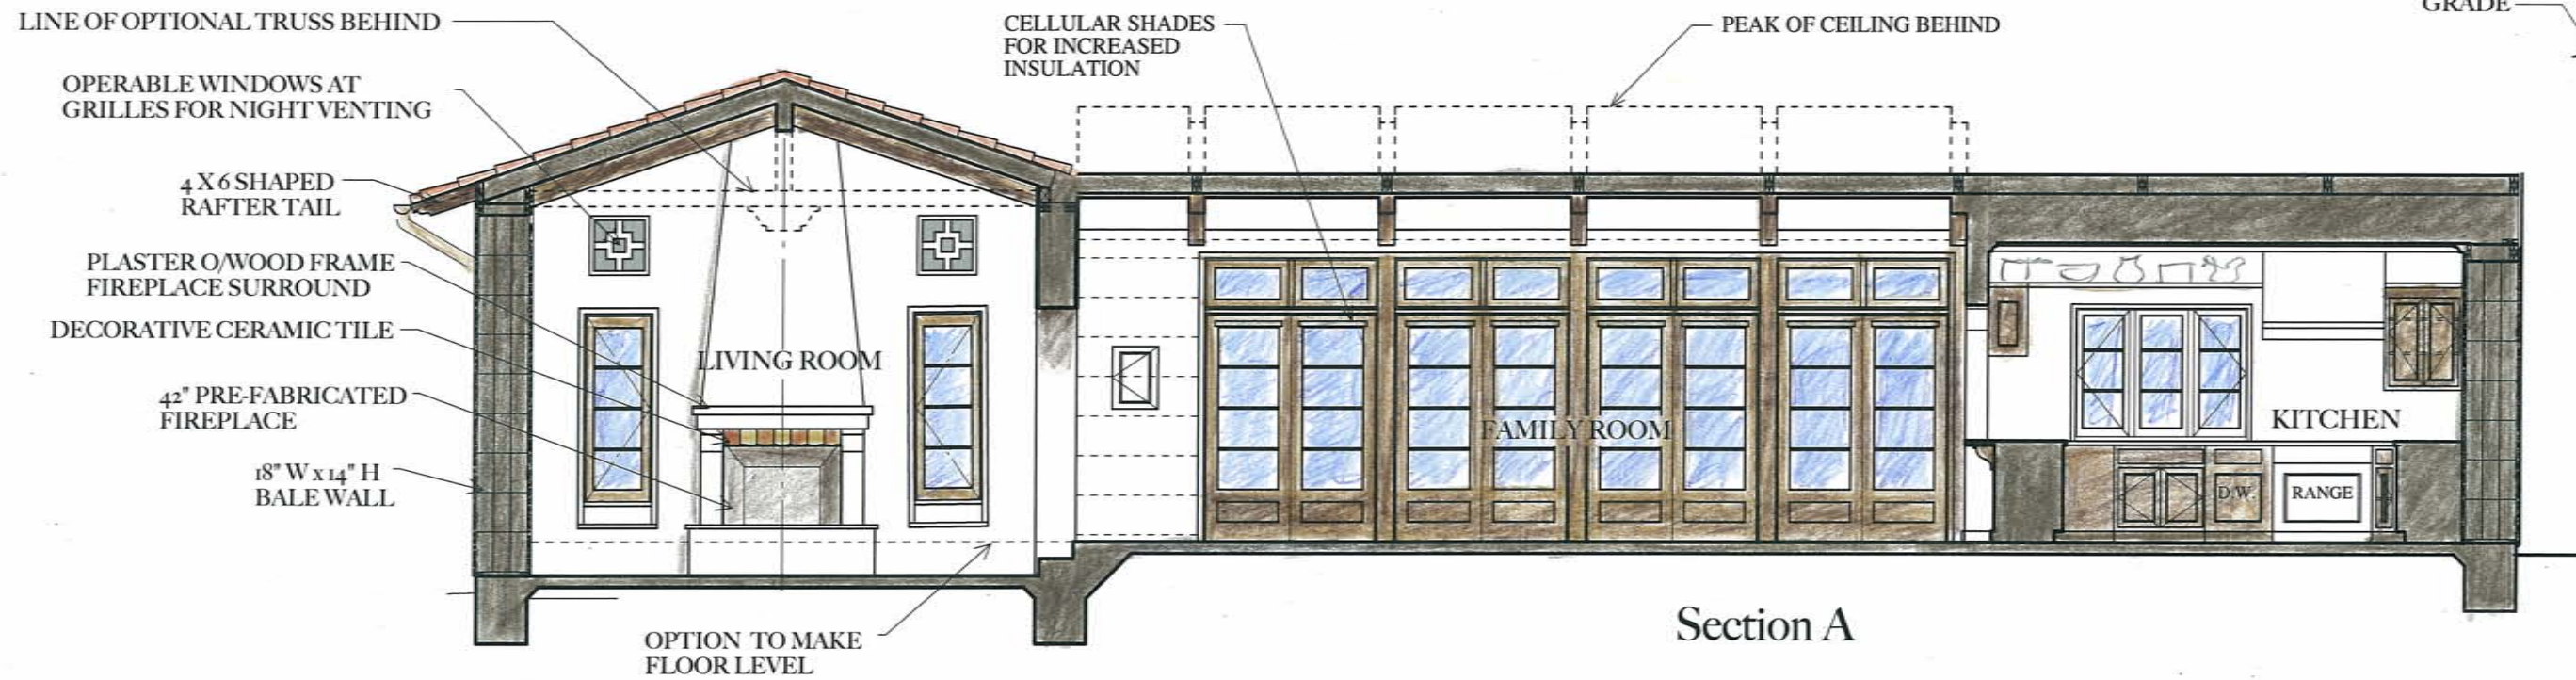 LINE OF OPTIONAL TRUSS BEHIND
OPERABLE WINDOWS AT
GRILLES FOR NIGHT VENTING
4 X 6 SHAPED
RAFTER TAIL
PLASTER O/WOOD FRAME
FIREPLACE SURROUND
DECORATIVE CERAMIC TILE
42" PRE-FABRICATED
FIREPLACE
18" W x 14" H
BALE WALL
LIVING ROOM
OPTION TO MAKE
FLOOR LEVEL
CELLULAR SHADES
FOR INCREASED
INSULATION
PEAK OF CEILING BEHIND
GRADE
FAMILY ROOM
KITCHEN
D.W.
RANGE
Section A